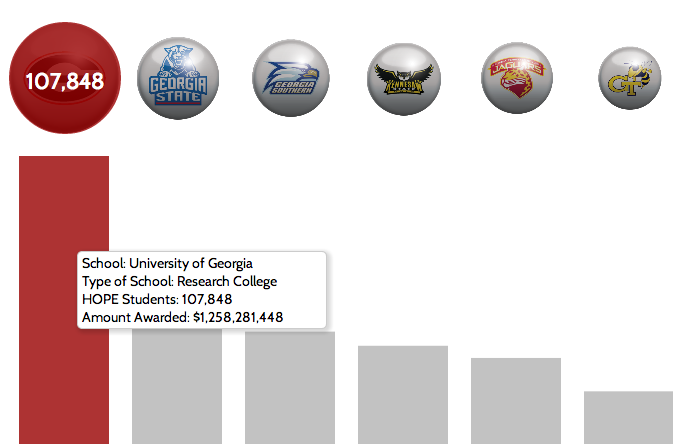 107,848
GEORGIA
STATE
GEORGIA
SOUTHERN
KENNESAW
JAGUARS
GT
School: University of Georgia
Type of School: Research College
HOPE Students: 107,848
Amount Awarded: $1,258,281,448